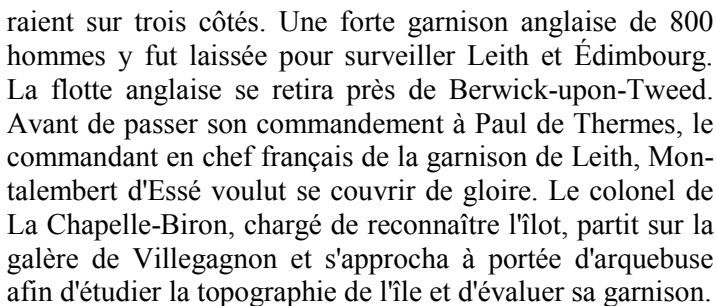 raient sur trois côtés. Une forte garnison anglaise de 800
hommes y fut laissée pour surveiller Leith et Édimbourg.
La flotte anglaise se retira près de Berwick-upon-Tweed.
Avant de passer son commandement à Paul de Thermes, le
commandant en chef français de la garnison de Leith, Mon-
talembert d'Essé voulut se couvrir de gloire. Le colonel de
La Chapelle-Biron, chargé de reconnaître l'îlot, partit sur la
galère de Villegagnon et s'approcha à portée d'arquebuse
afin d'étudier la topographie de l'île et d'évaluer sa garnison.